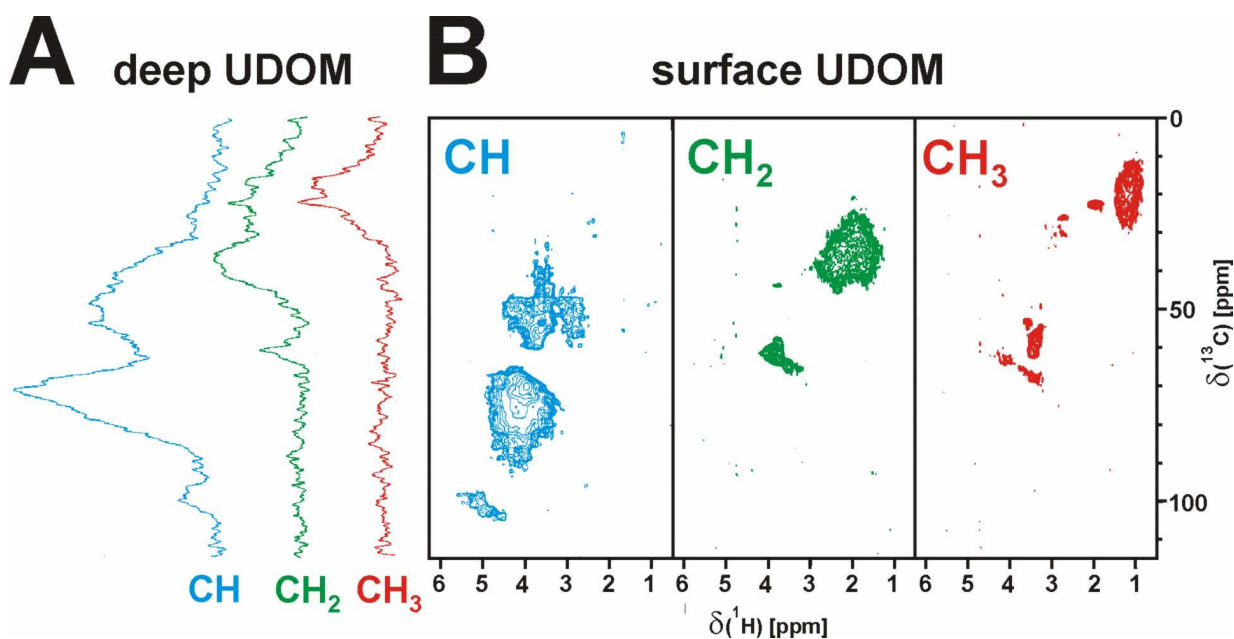 A deep UDOM
B surface UDOM
CH CH₂ CH₃
0
50
100
δ(¹³C) [ppm]
CH CH₂ CH₃
6 5 4 3 2 1 6 5 4 3 2 1 6 5 4 3 2 1
δ(¹H) [ppm]